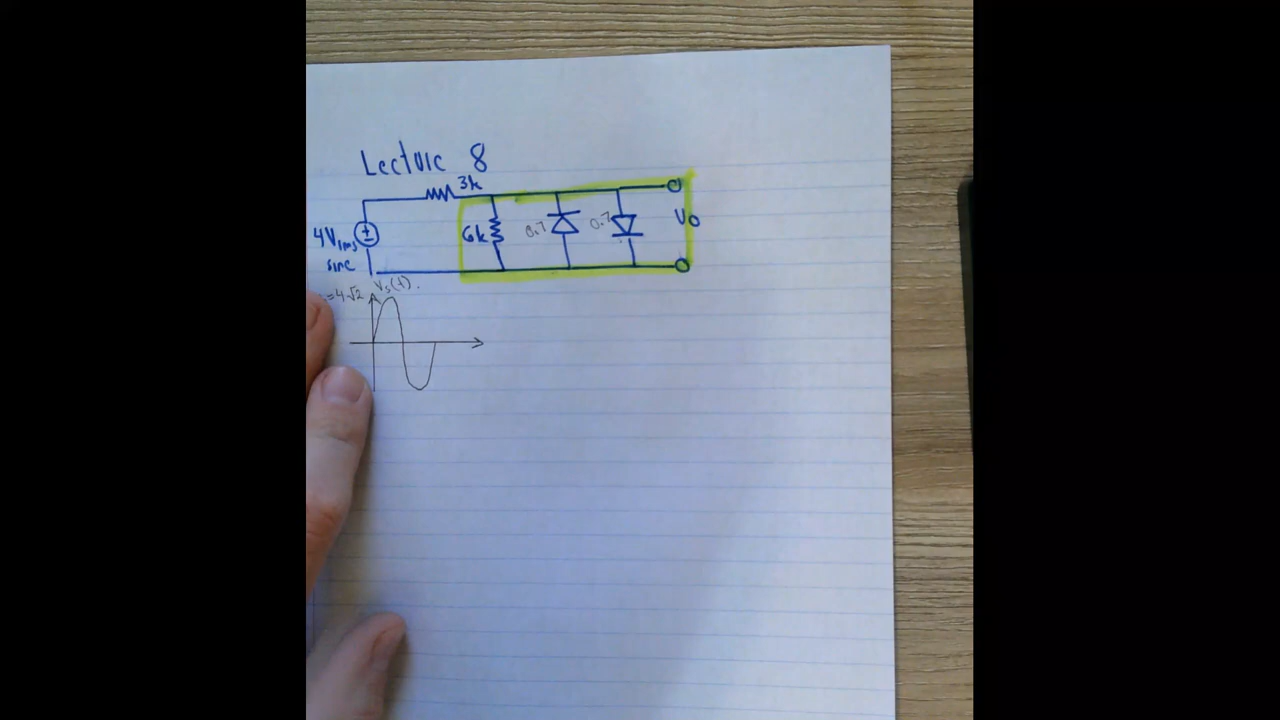 Lecture 8
3k
4Vrms
sine
6k
0.7
0.7
Vo
=4√2
Vs(t).